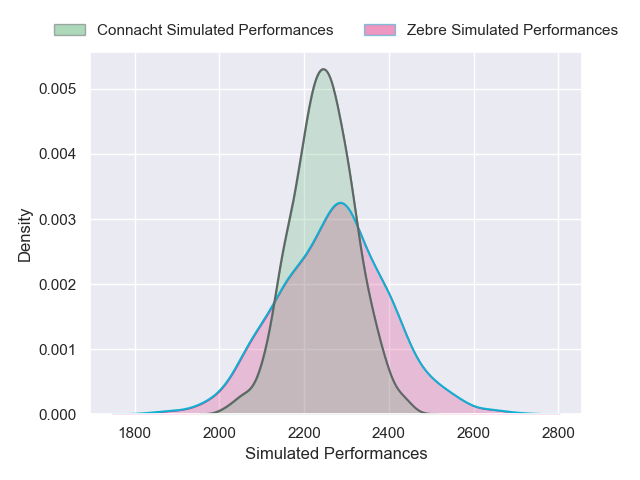 Connacht Simulated Performances Zebre Simulated Performances
0.005
0.004
0.003
0.002
0.001
0.000
Density
1800 2000 2200 2400 2600 2800
Simulated Performances